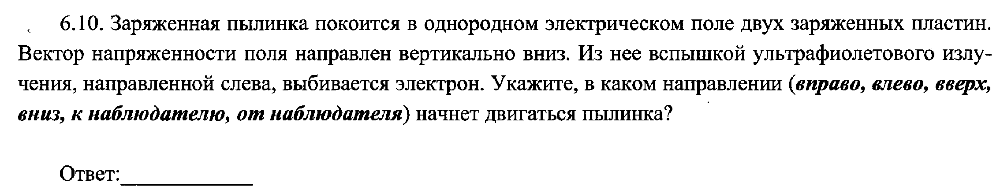 6.10. Заряженная пылинка покоится в однородном электрическом поле двух заряженных пластин.
Вектор напряженности поля направлен вертикально вниз. Из нее вспышкой ультрафиолетового излу-
чения, направленной слева, выбивается электрон. Укажите, в каком направлении (вправо, влево, вверх,
вниз, к наблюдателю, от наблюдателя) начнет двигаться пылинка?
Ответ:____________